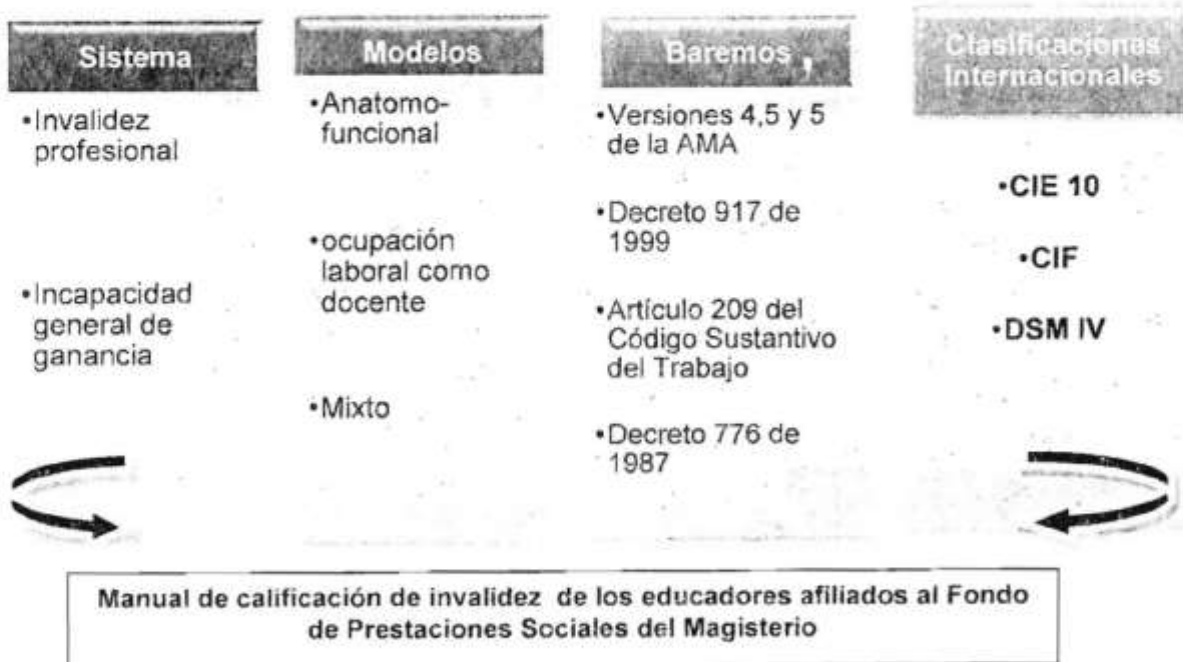 Sistema
•Invalidez
profesional
•Incapacidad
general de
ganancia
Modelos
•Anatomo-
funcional
•ocupación
laboral como
docente
•Mixto
Baremos,
•Versiones 4,5 y 5
de la AMA
•Decreto 917 de
1999
•Artículo 209 del
Código Sustantivo
del Trabajo
•Decreto 776 de
1987
Clasificaciones
Internacionales
•CIE 10
•CIF
•DSM IV
Manual de calificación de invalidez de los educadores afiliados al Fondo
de Prestaciones Sociales del Magisterio